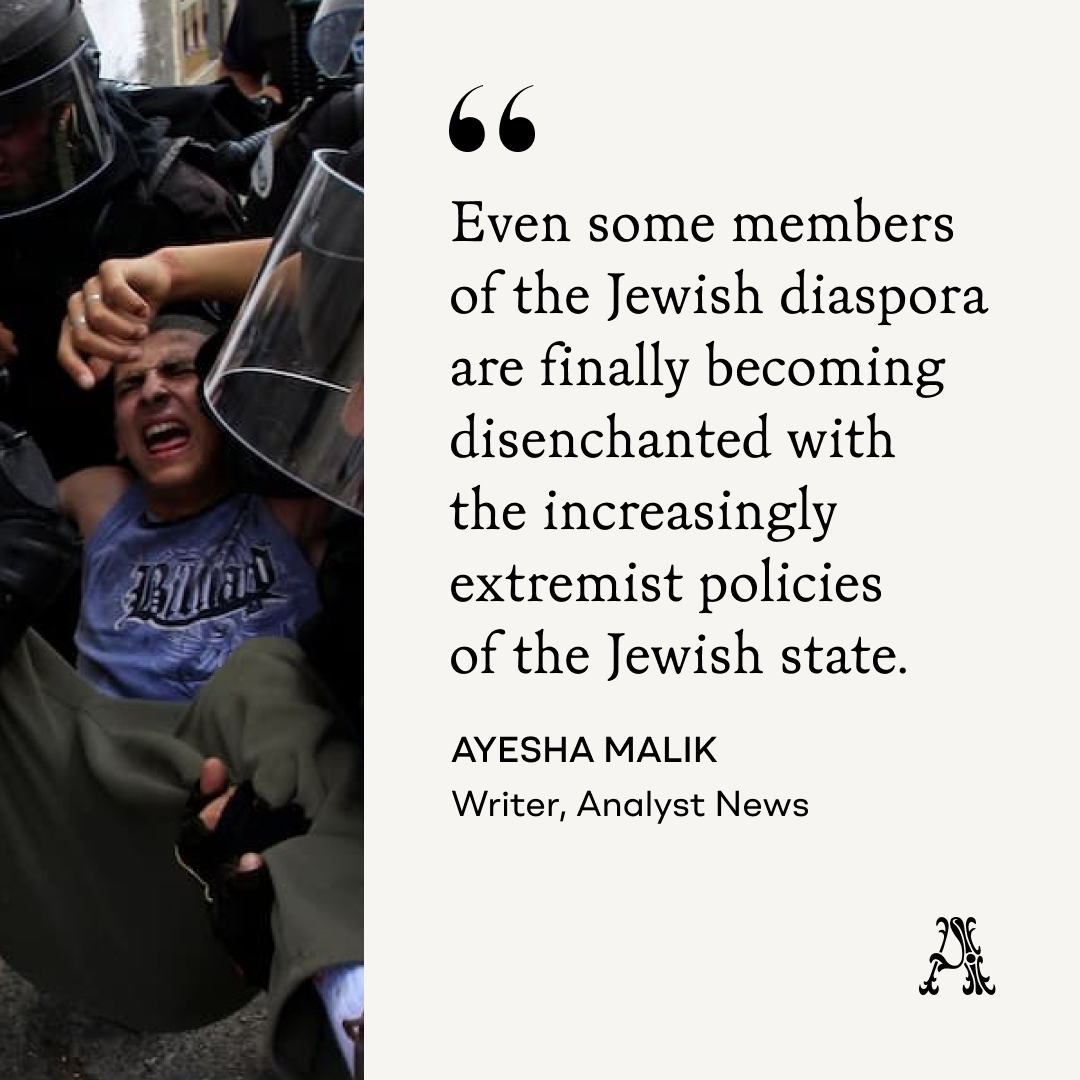 “
Even some members
of the Jewish diaspora
are finally becoming
disenchanted with
the increasingly
extremist policies
of the Jewish state.
AYESHA MALIK
Writer, Analyst News
A
Billap